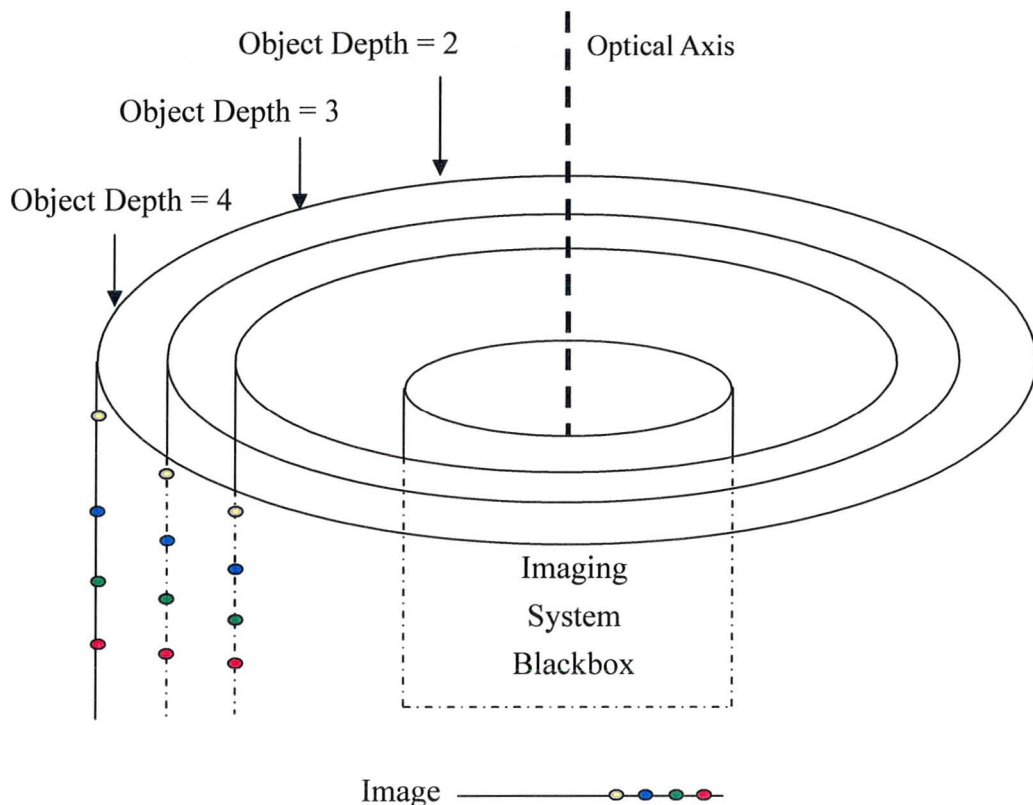 Object Depth = 2
Optical Axis
Object Depth = 3
Object Depth = 4
Imaging
System
Blackbox
Image